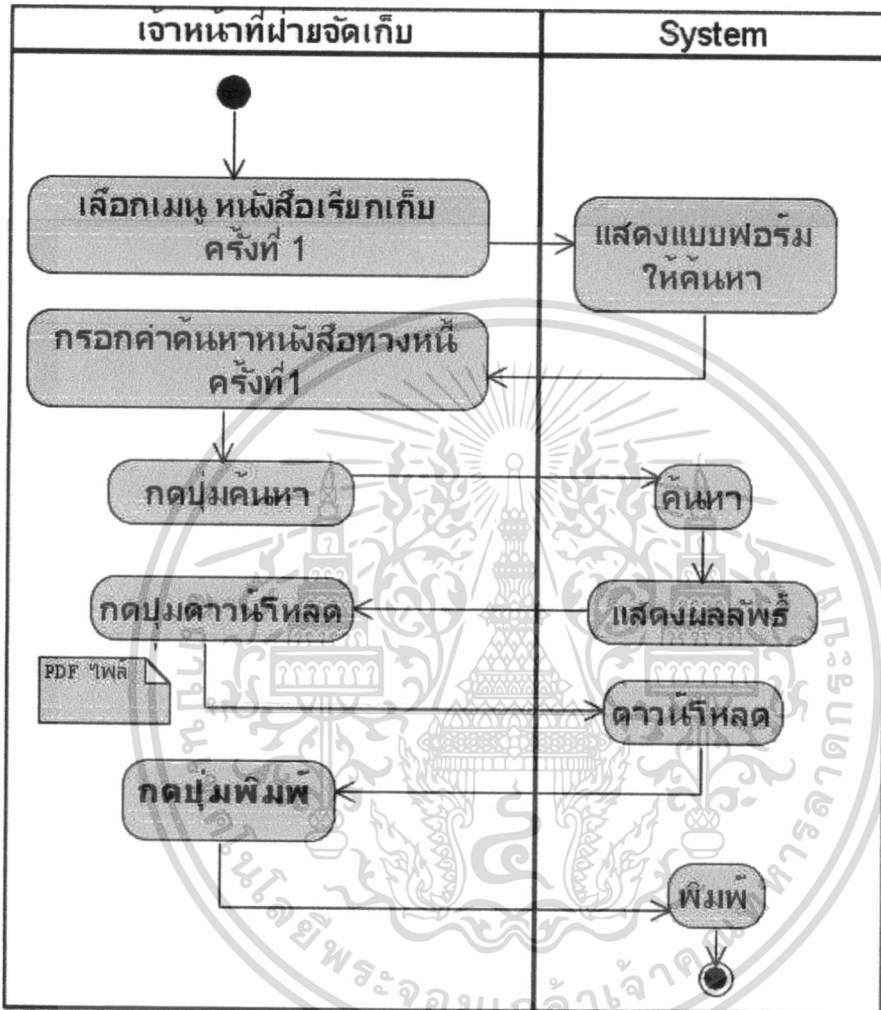 เจ้าหน้าที่ฝ่ายจัดเก็บ
System
เลือกเมนู หนังสือเรียกเก็บ
ครั้งที่ 1
แสดงแบบฟอร์ม
ให้ค้นหา
กรอกค่าค้นหาหนังสือทวงหนี้
ครั้งที่1
กดปุ่มค้นหา
ค้นหา
แสดงผลลัพธ์
กดปุ่มดาวน์โหลด
PDF ไฟล์
ดาวน์โหลด
กดปุ่มพิมพ์
พิมพ์